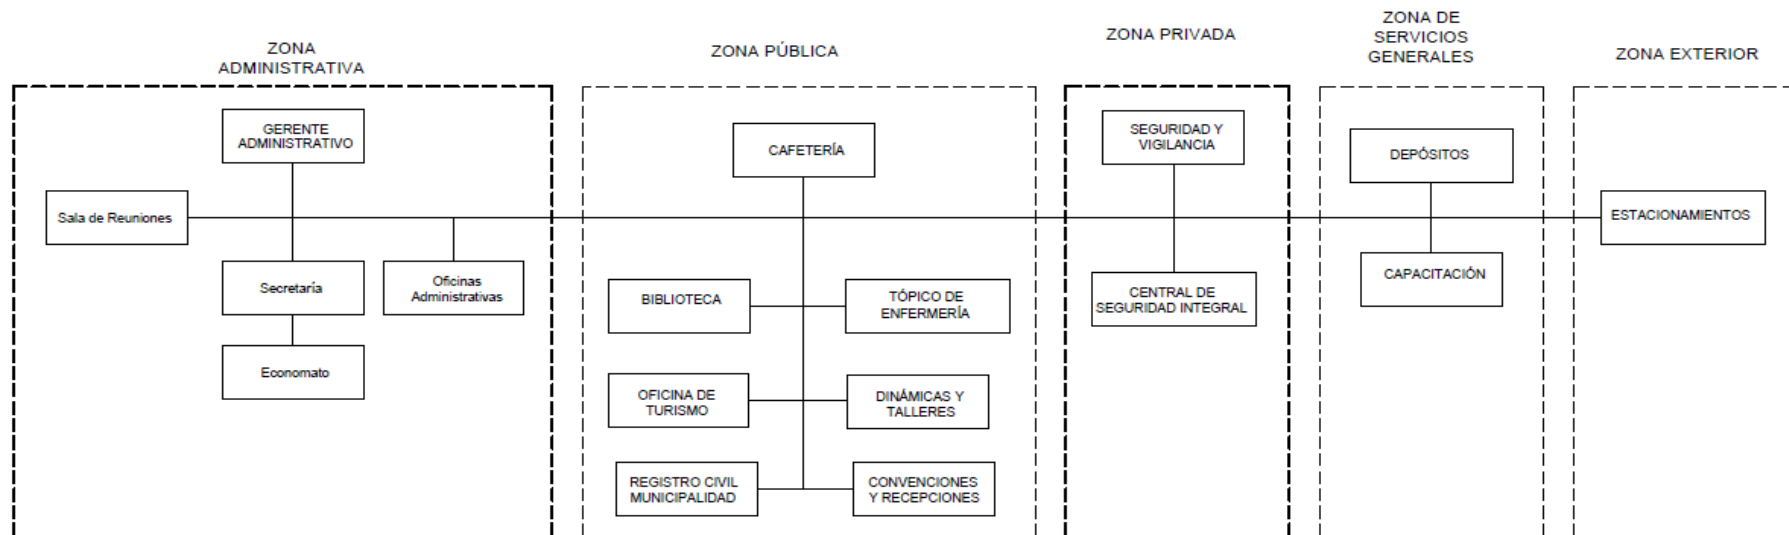 ZONA
ADMINISTRATIVA
ZONA PÚBLICA
ZONA PRIVADA
ZONA DE
SERVICIOS
GENERALES
ZONA EXTERIOR
GERENTE
ADMINISTRATIVO
Sala de Reuniones
Secretaría
Oficinas
Administrativas
Economato
CAFETERÍA
BIBLIOTECA
TÓPICO DE
ENFERMERÍA
OFICINA DE
TURISMO
DINÁMICAS Y
TALLERES
REGISTRO CIVIL
MUNICIPALIDAD
CONVENCIONES
Y RECEPCIONES
SEGURIDAD Y
VIGILANCIA
CENTRAL DE
SEGURIDAD INTEGRAL
DEPÓSITOS
CAPACITACIÓN
ESTACIONAMIENTOS